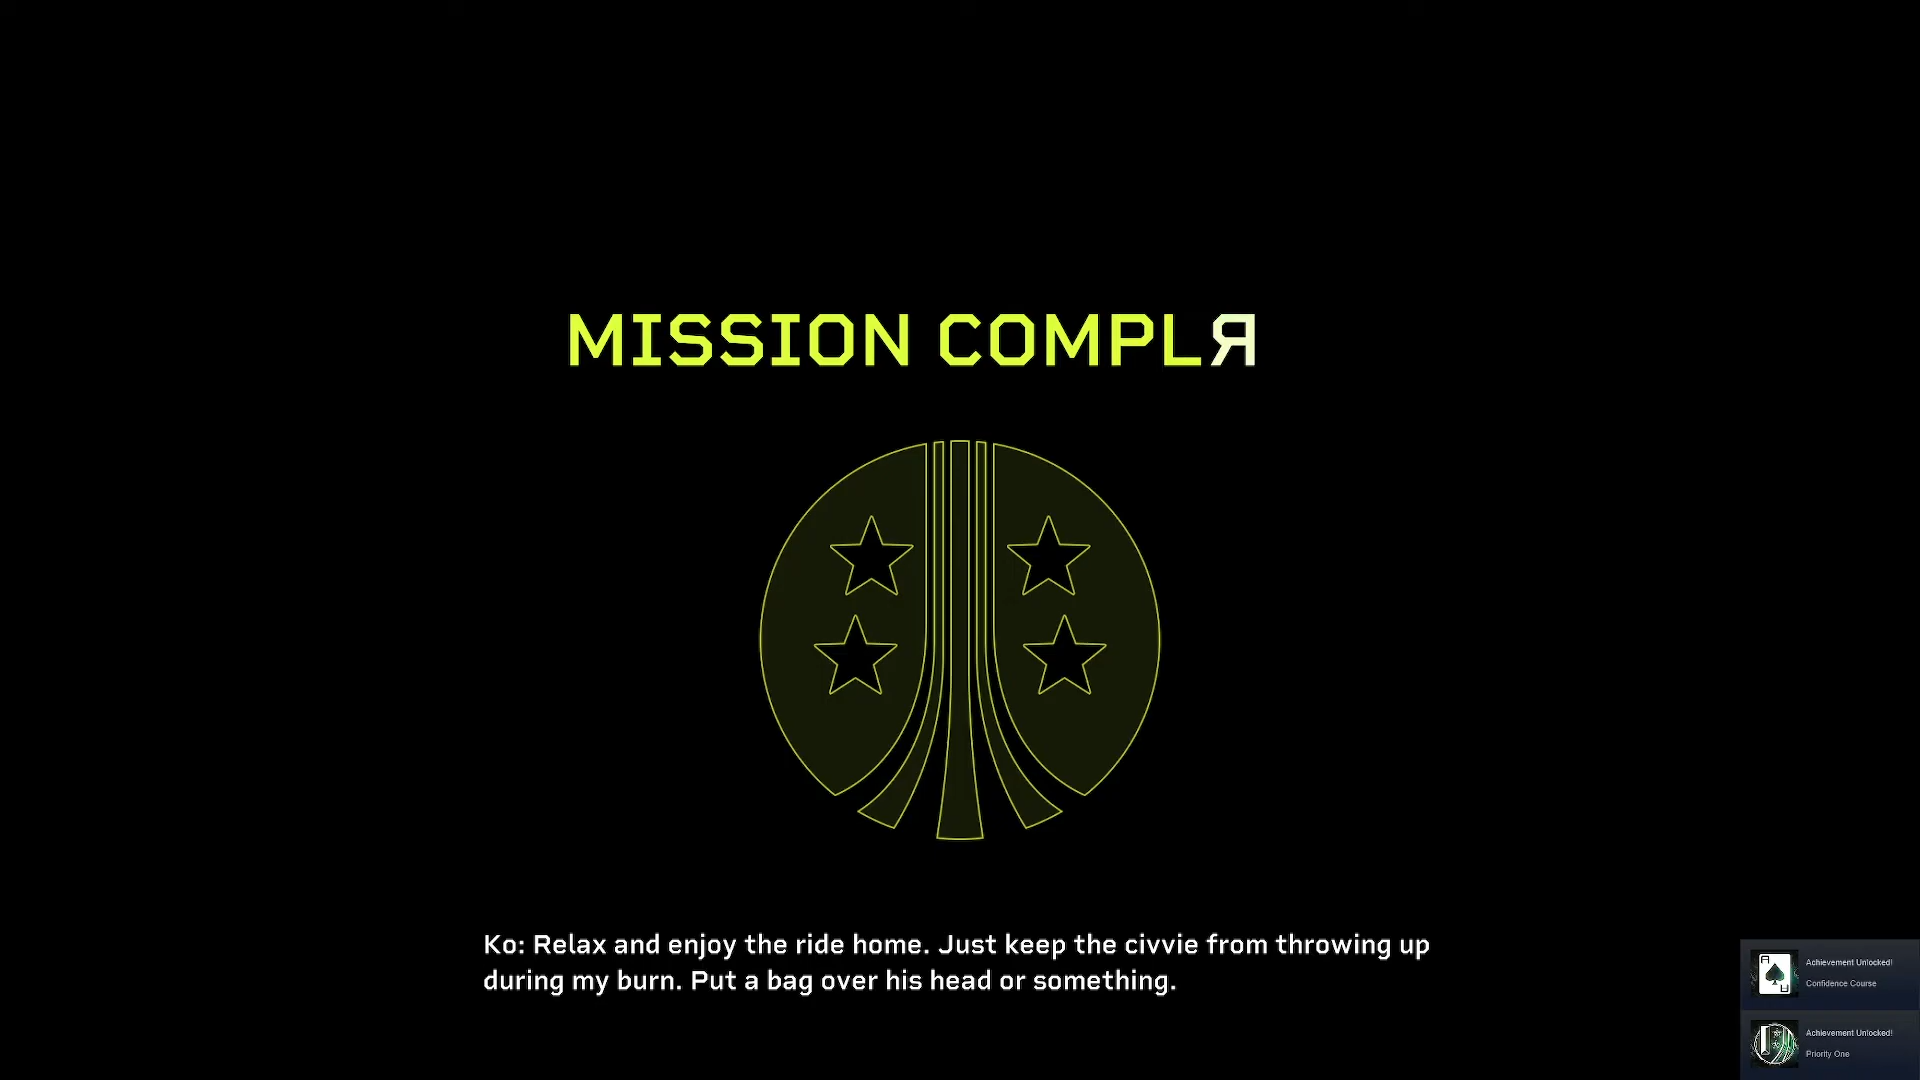 MISSION COMPLЯ
Ko: Relax and enjoy the ride home. Just keep the civvie from throwing up
during my burn. Put a bag over his head or something.
A
Achievement Unlocked!
Confidence Course
Achievement Unlocked!
Priority One